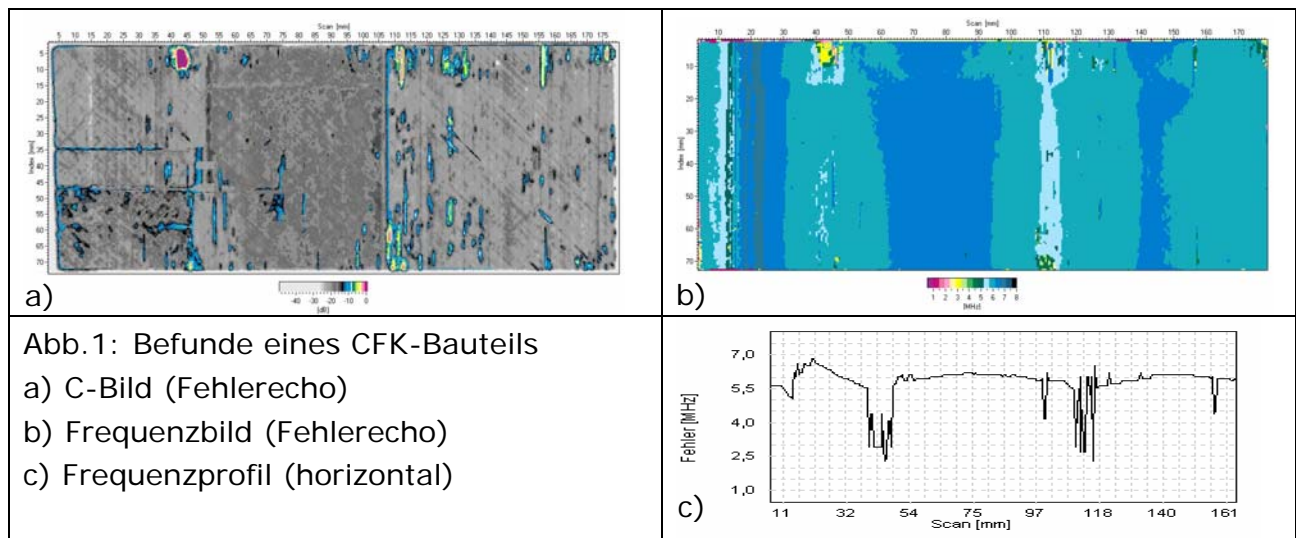 Scan [mm]
5 10 15 20 25 30 35 40 45 50 55 60 65 70 75 80 85 90 95 100 105 110 115 120 125 130 135 140 145 150 155 160 165 170 175
Index [mm]
5
10
15
20
25
30
35
40
45
50
55
60
65
70
-40 -30 -20 -10 0
[dB]
a)
Scan [mm]
10 20 30 40 50 60 70 80 90 100 110 120 130 140 150 160 170
Index [mm]
10
20
30
40
50
60
70
1 2 3 4 5 6 7 8
[MHz]
b)
Abb.1: Befunde eines CFK-Bauteils
a) C-Bild (Fehlerecho)
b) Frequenzbild (Fehlerecho)
c) Frequenzprofil (horizontal)
Fehler [MHz]
7,0
5,5
4,0
2,5
1,0
11 32 54 75 97 118 140 161
Scan [mm]
c)